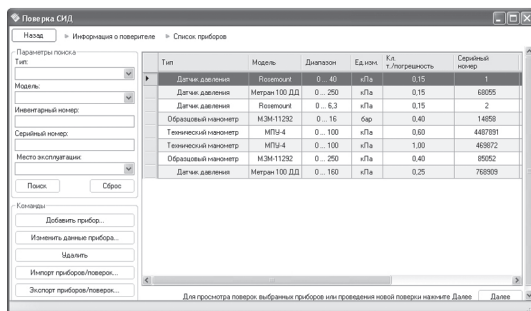 Поверка СИД
Назад » Информация о поверителе » Список приборов
Параметры поиска
Тип:
Модель:
Инвентарный номер:
Серийный номер:
Место эксплуатации:
Поиск Сброс
Команды
Добавить прибор...
Изменить данные прибора...
Удалить
Импорт приборов/поверок...
Экспорт приборов/поверок...
Тип Модель Диапазон Ед.изм. Кл. т./погрешность Серийный номер
Датчик давления Rosemount 0 ... 40 кПа 0,15 1
Датчик давления Метран 100 ДД 0 ... 250 кПа 0,15 68055
Датчик давления Rosemount 0 ... 6,3 кПа 0,15 2
Образцовый манометр МЗМ-11292 0 ... 16 бар 0,40 14858
Технический манометр МПУ-4 0 ... 100 кПа 0,60 4487891
Технический манометр МПУ-4 0 ... 100 кПа 1,00 469872
Образцовый манометр МЗМ-11292 0 ... 250 кПа 0,40 85052
Датчик давления Метран 100 ДД 0 ... 160 кПа 0,25 768909
Для просмотра поверок выбранных приборов или проведения новой поверки нажмите Далее Далее